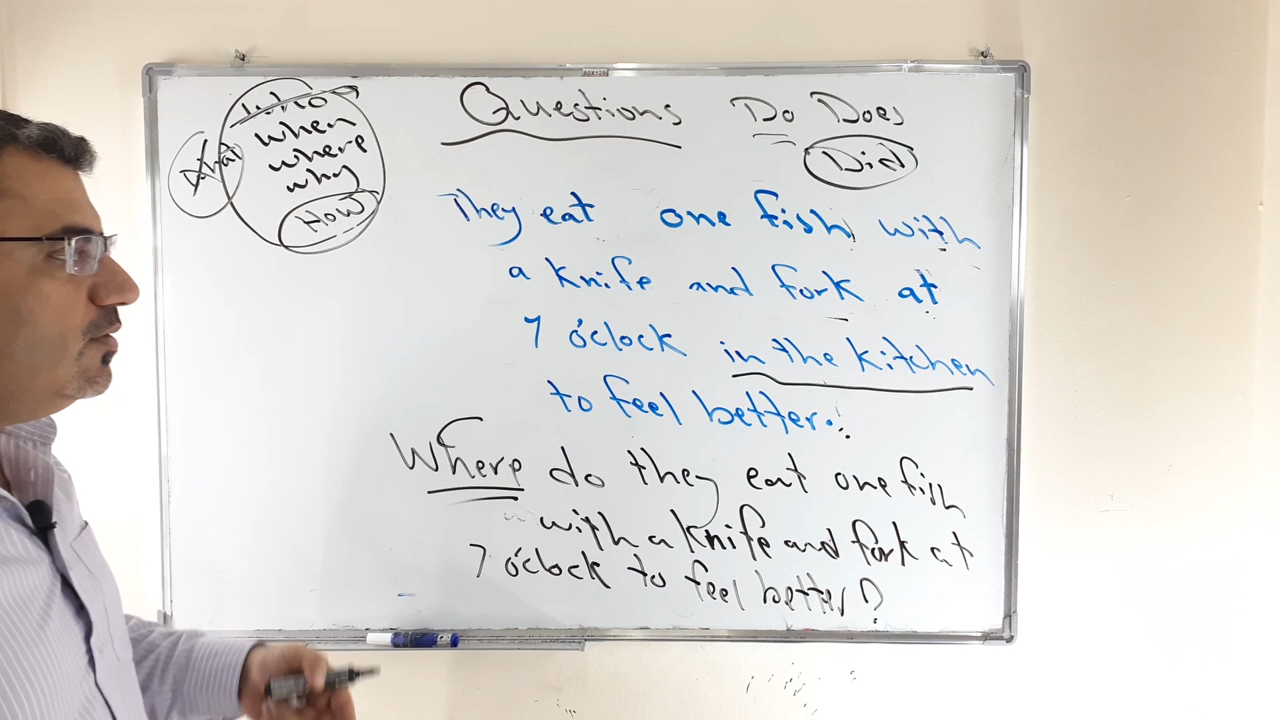 Who
when
what
where
why
How
Questions Do Does
Did
They eat one fish with
a knife and fork at
7 o'clock in the kitchen
to feel better.
Where do they eat one fish
with a knife and fork at
7 o'clock to feel better?